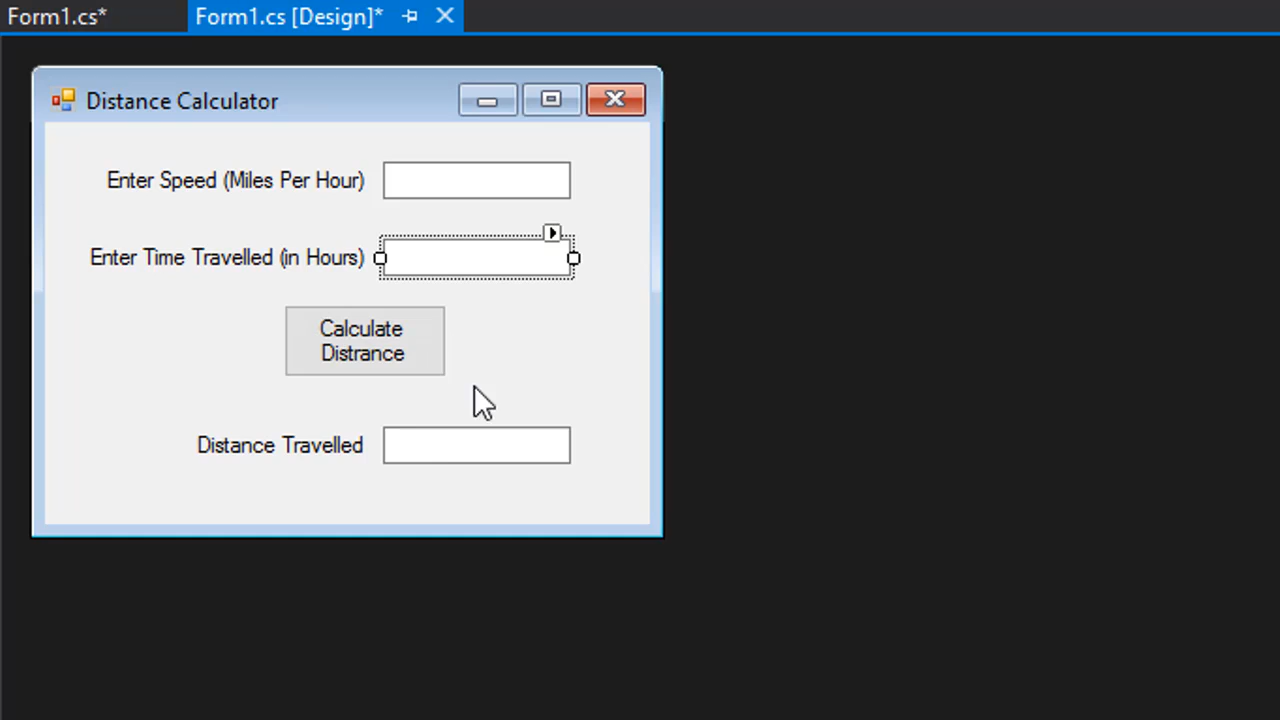 Form1.cs*
Form1.cs [Design]*
Distance Calculator
Enter Speed (Miles Per Hour)
Enter Time Travelled (in Hours)
Calculate
Distrance
Distance Travelled